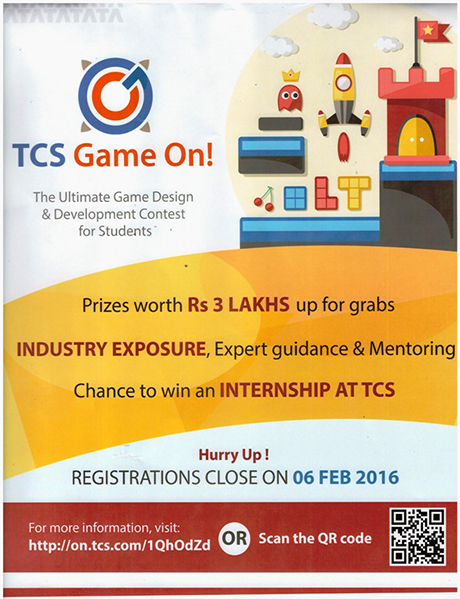 TATATATATA
TCS Game On!
The Ultimate Game Design
& Development Contest
for Students
Prizes worth Rs 3 LAKHS up for grabs
INDUSTRY EXPOSURE, Expert guidance & Mentoring
Chance to win an INTERNSHIP AT TCS
Hurry Up !
REGISTRATIONS CLOSE ON 06 FEB 2016
For more information, visit:
http://on.tcs.com/1QhOdZd
OR
Scan the QR code